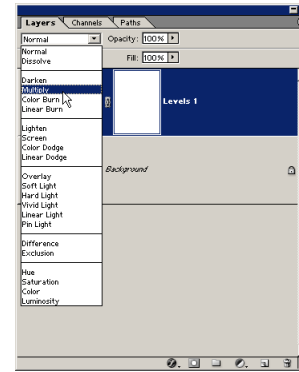 Layers Channels Paths
Normal Opacity: 100%
Normal
Dissolve
Fill: 100%
Darken
Multiply
Color Burn
Linear Burn
Levels 1
Lighten
Screen
Color Dodge
Linear Dodge
Background
Overlay
Soft Light
Hard Light
Vivid Light
Linear Light
Pin Light
Difference
Exclusion
Hue
Saturation
Color
Luminosity